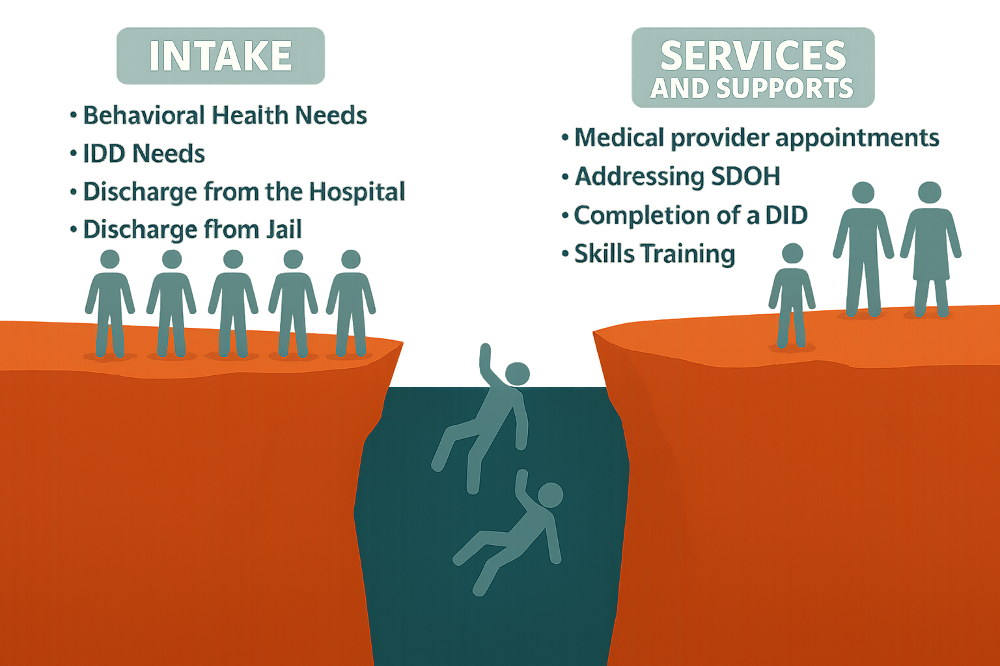 INTAKE
• Behavioral Health Needs
• IDD Needs
• Discharge from the Hospital
• Discharge from Jail
SERVICES
AND SUPPORTS
• Medical provider appointments
• Addressing SDOH
• Completion of a DID
• Skills Training